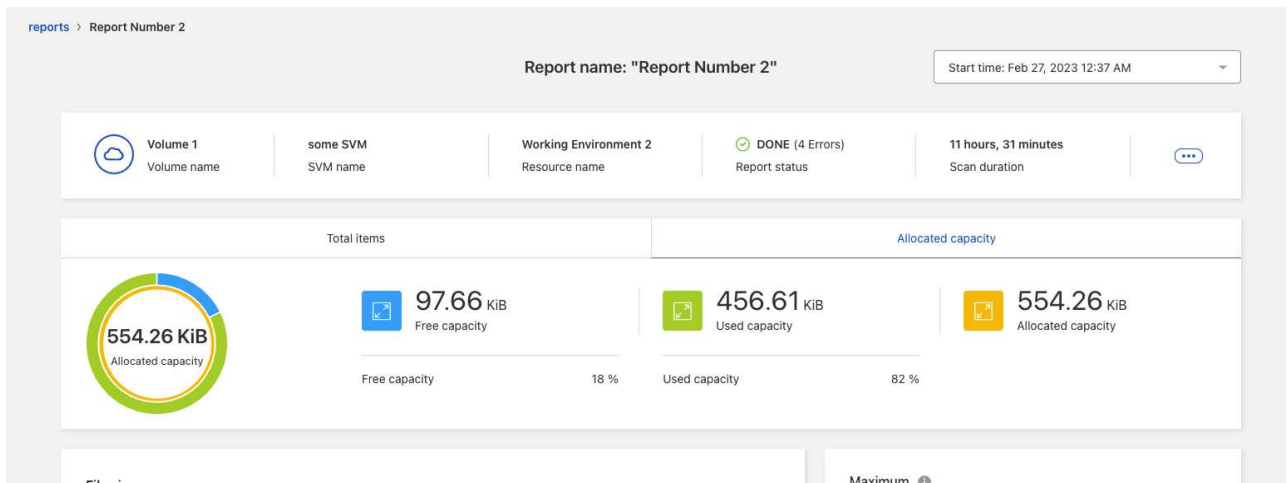 reports > Report Number 2
Report name: "Report Number 2"
Start time: Feb 27, 2023 12:37 AM
Volume 1
Volume name
some SVM
SVM name
Working Environment 2
Resource name
DONE (4 Errors)
Report status
11 hours, 31 minutes
Scan duration
Total items
Allocated capacity
554.26 KiB
Allocated capacity
97.66 KiB
Free capacity
Free capacity 18 %
456.61 KiB
Used capacity
Used capacity 82 %
554.26 KiB
Allocated capacity
Maximum